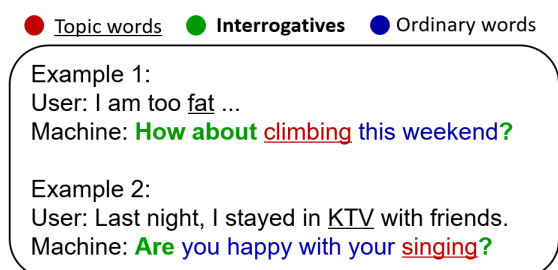 Topic words Interrogatives Ordinary words
Example 1:
User: I am too fat ...
Machine: How about climbing this weekend?
Example 2:
User: Last night, I stayed in KTV with friends.
Machine: Are you happy with your singing?